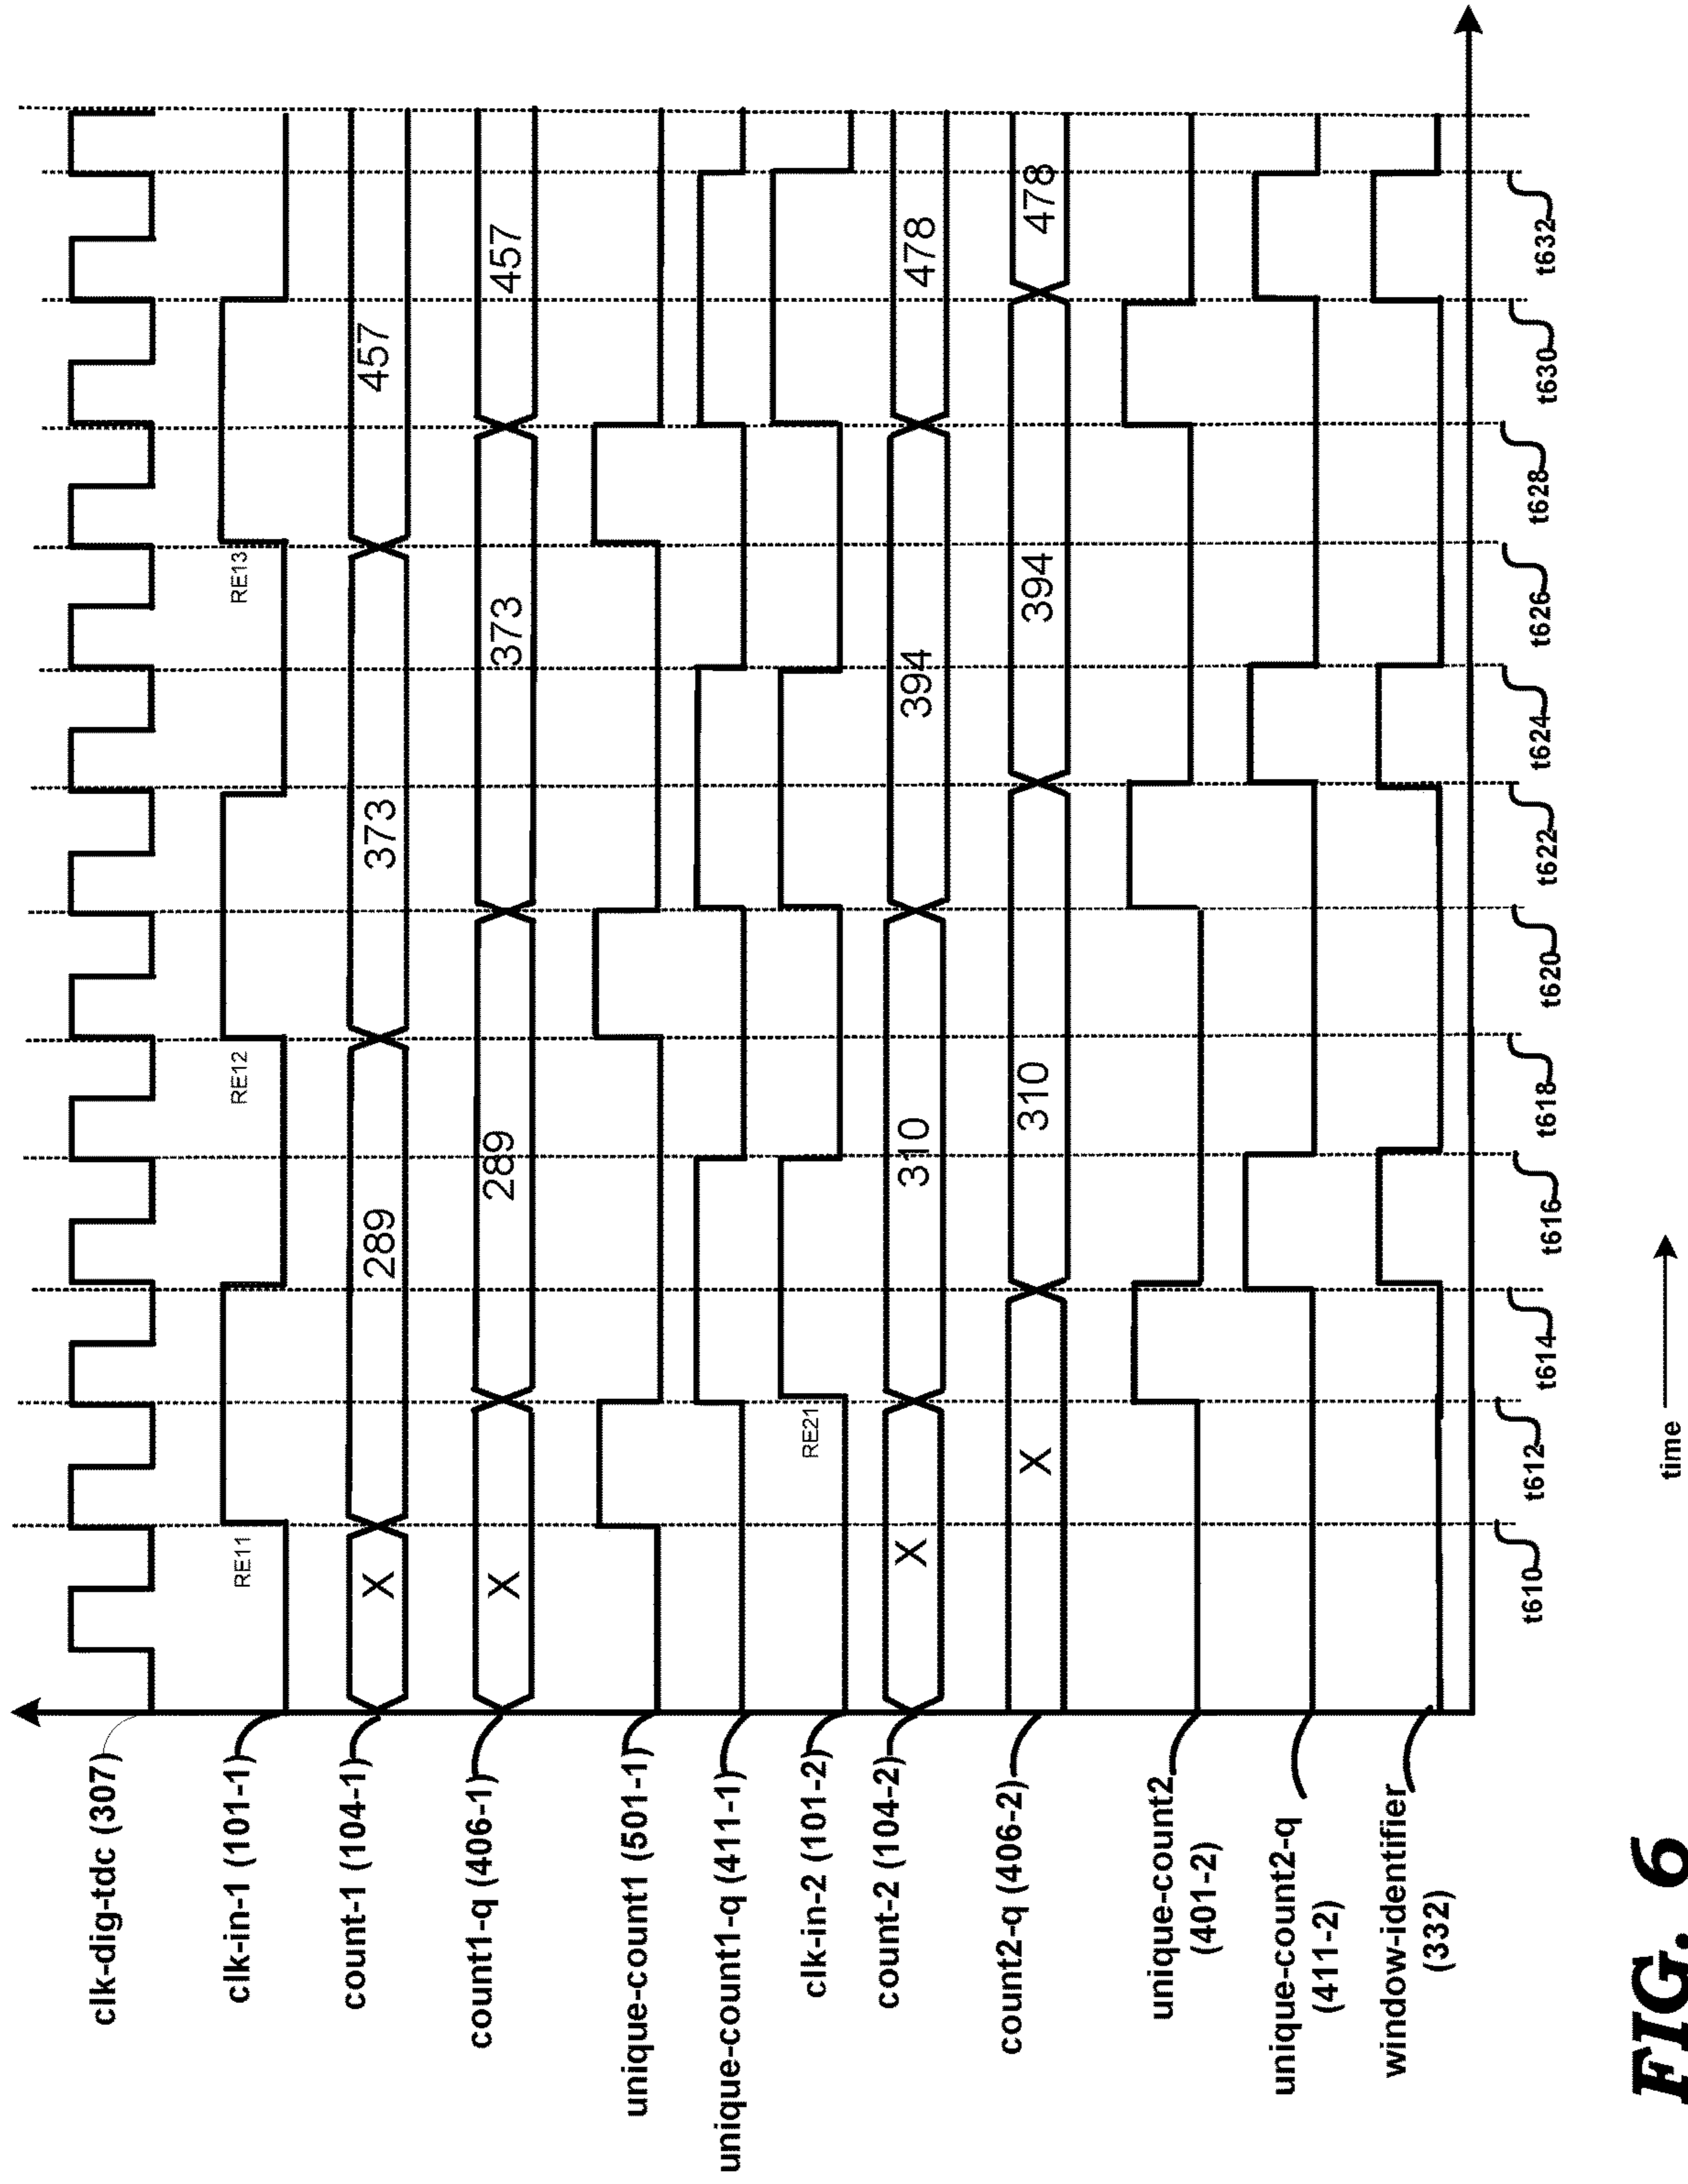 clk-dig-tdc (307)
clk-in-1 (101-1)
RE11
RE12
RE13
count-1 (104-1)
X
289
373
457
count1-q (406-1)
X
289
373
457
unique-count1 (501-1)
unique-count1-q (411-1)
clk-in-2 (101-2)
RE21
count-2 (104-2)
X
310
394
478
count2-q (406-2)
X
310
394
478
unique-count2
(401-2)
unique-count2-q
(411-2)
window-identifier
(332)
t610
t612
t614
t616
t618
t620
t622
t624
t626
t628
t630
t632
time
FIG. 6